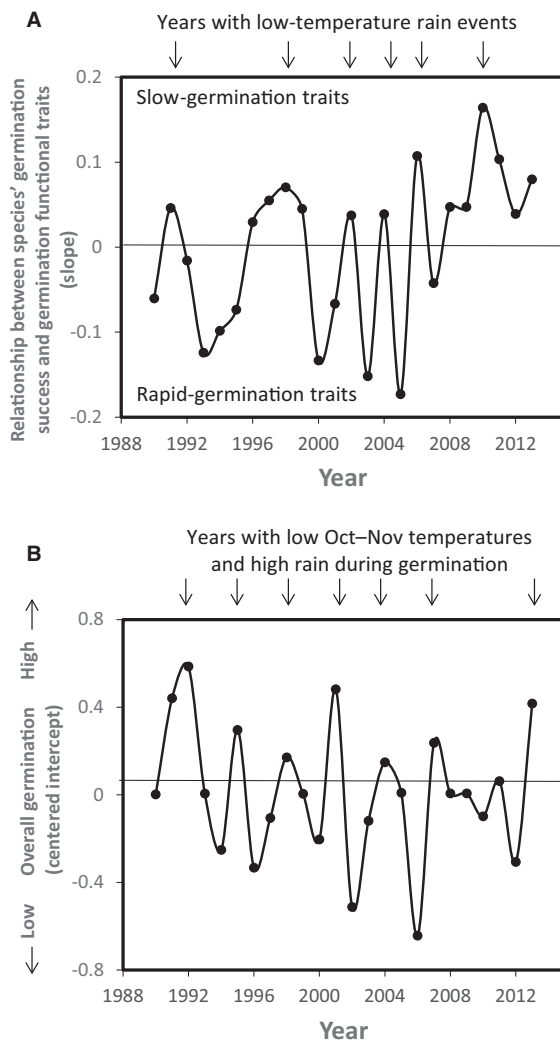 A
Years with low-temperature rain events
Relationship between species' germination
success and germination functional traits
(slope)
0.2
0.1
0
-0.1
-0.2
Slow-germination traits
Rapid-germination traits
1988 1992 1996 2000 2004 2008 2012
Year
B
Years with low Oct–Nov temperatures
and high rain during germination
Low Overall germination High
(centered intercept)
0.8
0.4
0
-0.4
-0.8
1988 1992 1996 2000 2004 2008 2012
Year